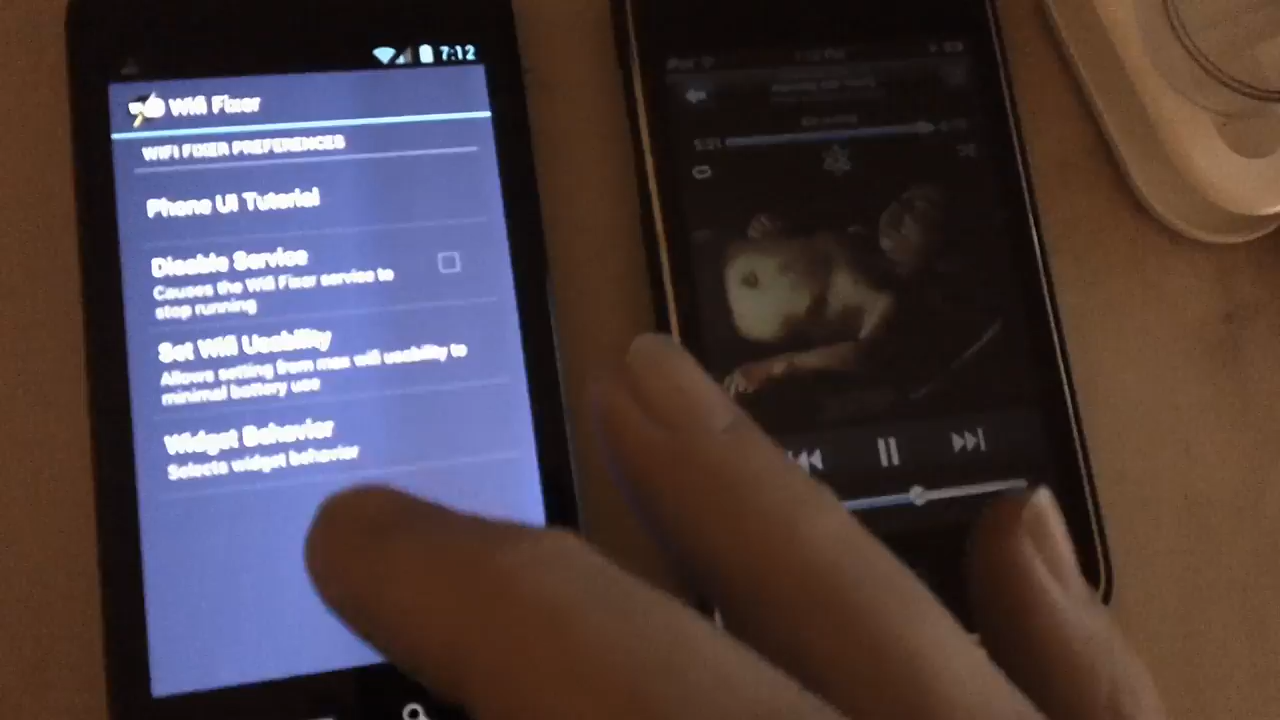 7:12
Wifi Fixer
WIFI FIXER PREFERENCES
Phone UI Tutorial
Disable Service
Causes the Wifi Fixer service to
stop running
Set Wifi Usability
Allows setting from max wifi usability to
minimal battery use
Widget Behavior
Selects widget behavior
5:21